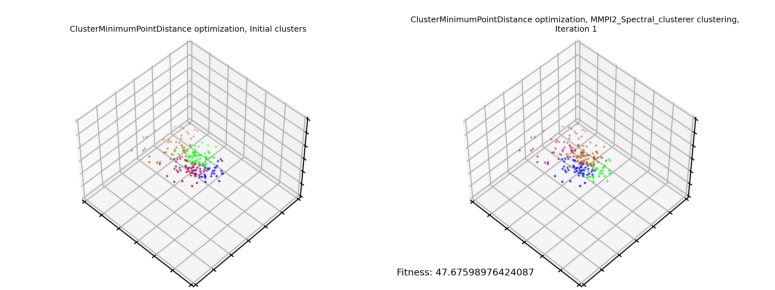 ClusterMinimumPointDistance optimization, Initial clusters
ClusterMinimumPointDistance optimization, MMPI2_Spectral_clusterer clustering,
Iteration 1
Fitness: 47.67598976424087